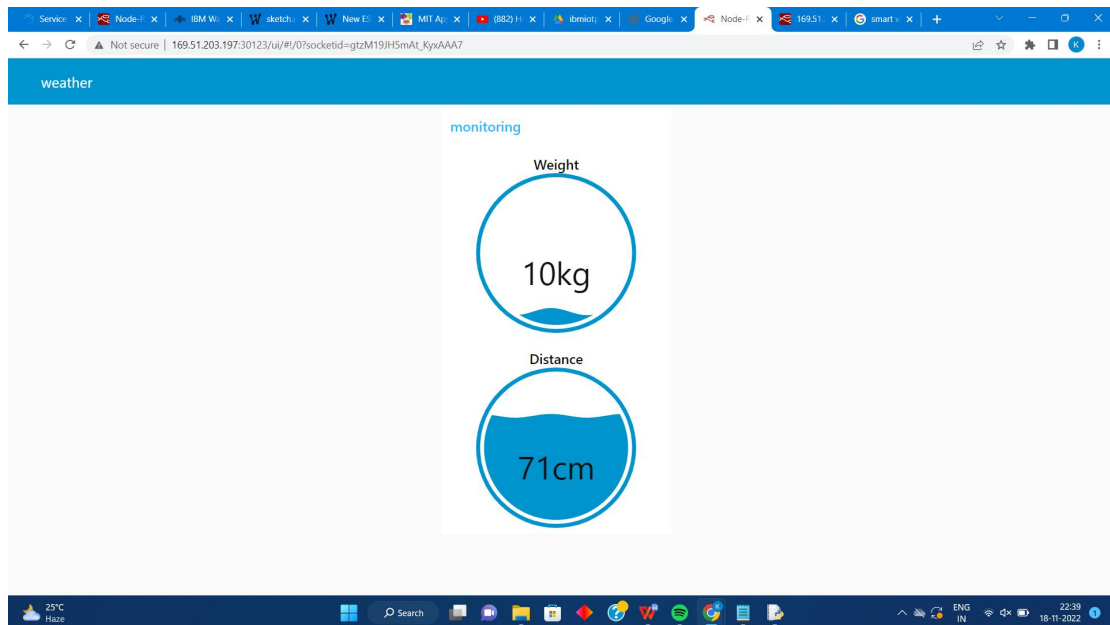 Service Node-R IBM Wa sketch. New ES MIT Ap (882) H ibmiotp Google Node-R 169.51. smart w
Not secure | 169.51.203.197:30123/ui/#!/0?socketid=gtzM19JH5mAt_KyxAAA7 K
weather
monitoring
Weight
10kg
Distance
71cm
25°C
Haze
Search
ENG
IN
22:39
18-11-2022
1